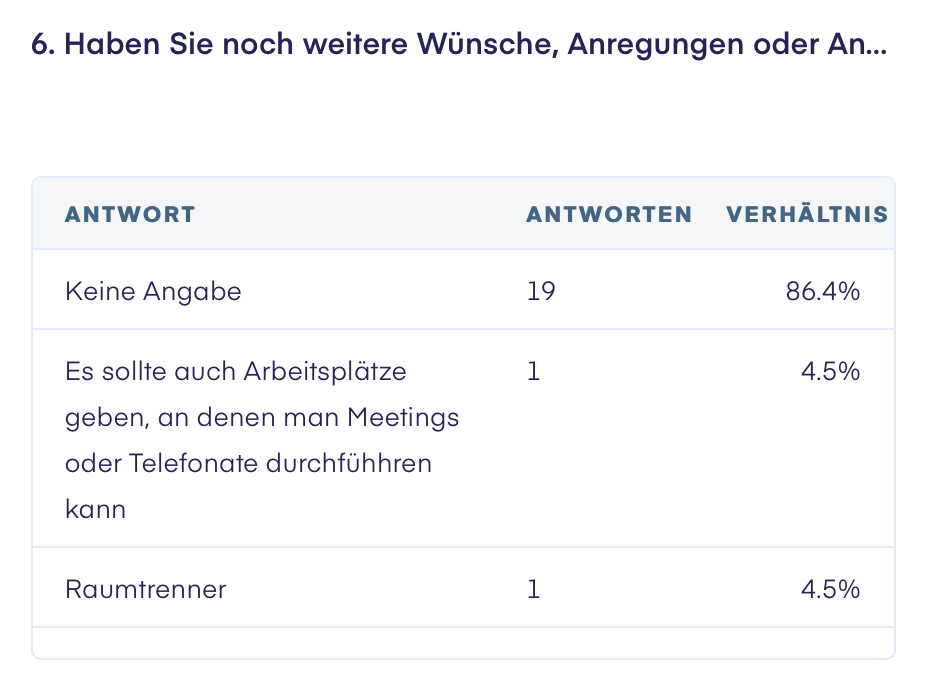 6. Haben Sie noch weitere Wünsche, Anregungen oder An...
ANTWORT ANTWORTEN VERHÄLTNIS
Keine Angabe 19 86.4%
Es sollte auch Arbeitsplätze 1 4.5%
geben, an denen man Meetings
oder Telefonate durchfühhren
kann
Raumtrenner 1 4.5%